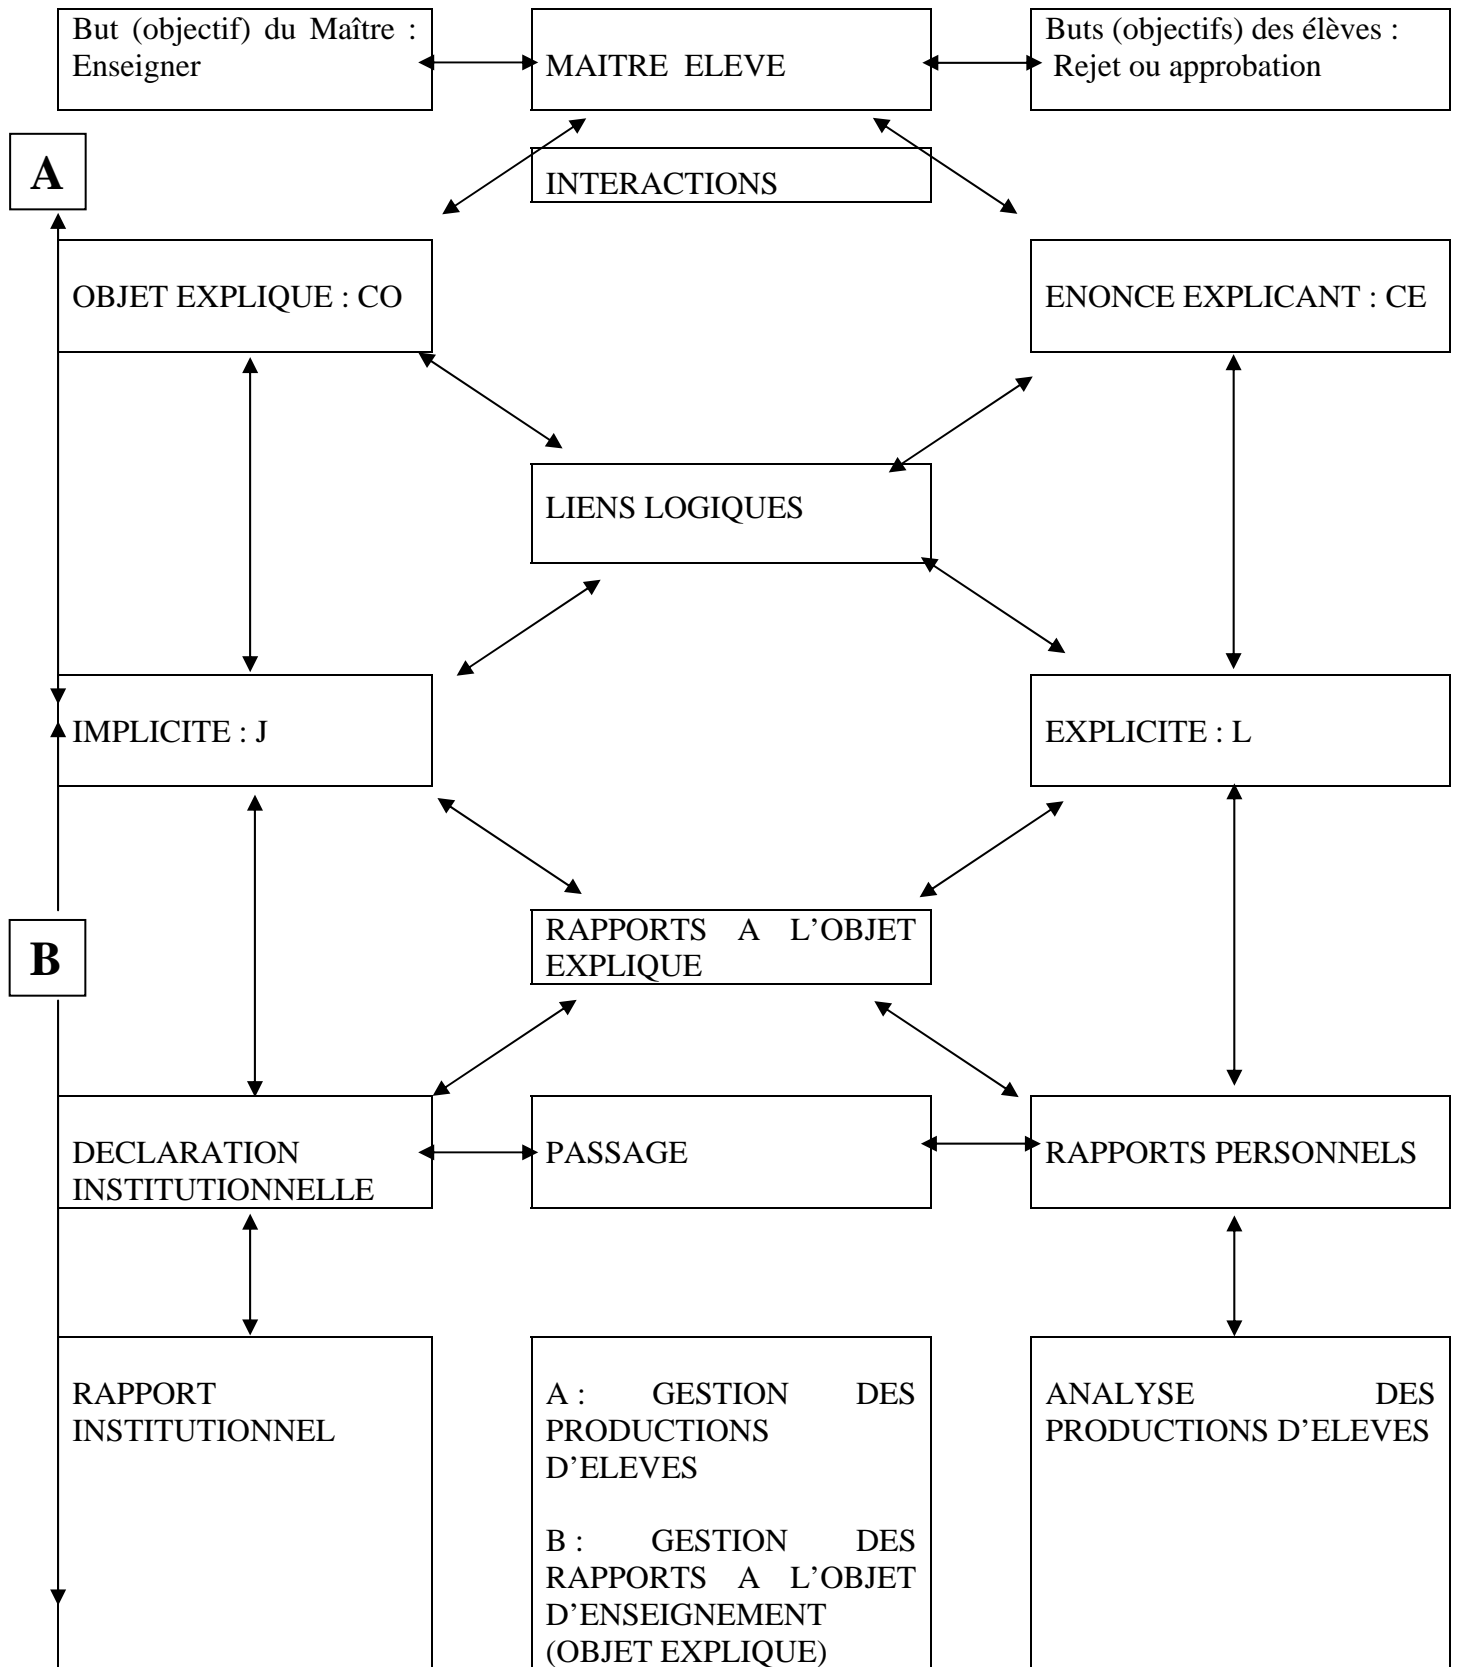 But (objectif) du Maître :
Enseigner
MAITRE ELEVE
Buts (objectifs) des élèves :
Rejet ou approbation
A
INTERACTIONS
OBJET EXPLIQUE : CO
ENONCE EXPLICANT : CE
LIENS LOGIQUES
IMPLICITE : J
EXPLICITE : L
B
RAPPORTS A L’OBJET
EXPLIQUE
DECLARATION
INSTITUTIONNELLE
PASSAGE
RAPPORTS PERSONNELS
RAPPORT
INSTITUTIONNEL
A : GESTION DES
PRODUCTIONS
D’ELEVES
B : GESTION DES
RAPPORTS A L’OBJET
D’ENSEIGNEMENT
(OBJET EXPLIQUE)
ANALYSE DES
PRODUCTIONS D’ELEVES